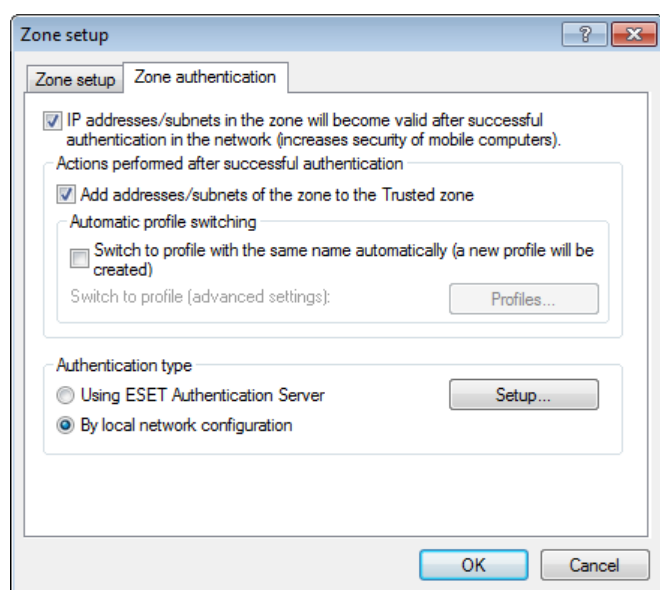 Zone setup
Zone setup
Zone authentication
IP addresses/subnets in the zone will become valid after successful
authentication in the network (increases security of mobile computers).
Actions performed after successful authentication
Add addresses/subnets of the zone to the Trusted zone
Automatic profile switching
Switch to profile with the same name automatically (a new profile will be
created)
Switch to profile (advanced settings):
Profiles...
Authentication type
Using ESET Authentication Server
Setup...
By local network configuration
OK
Cancel